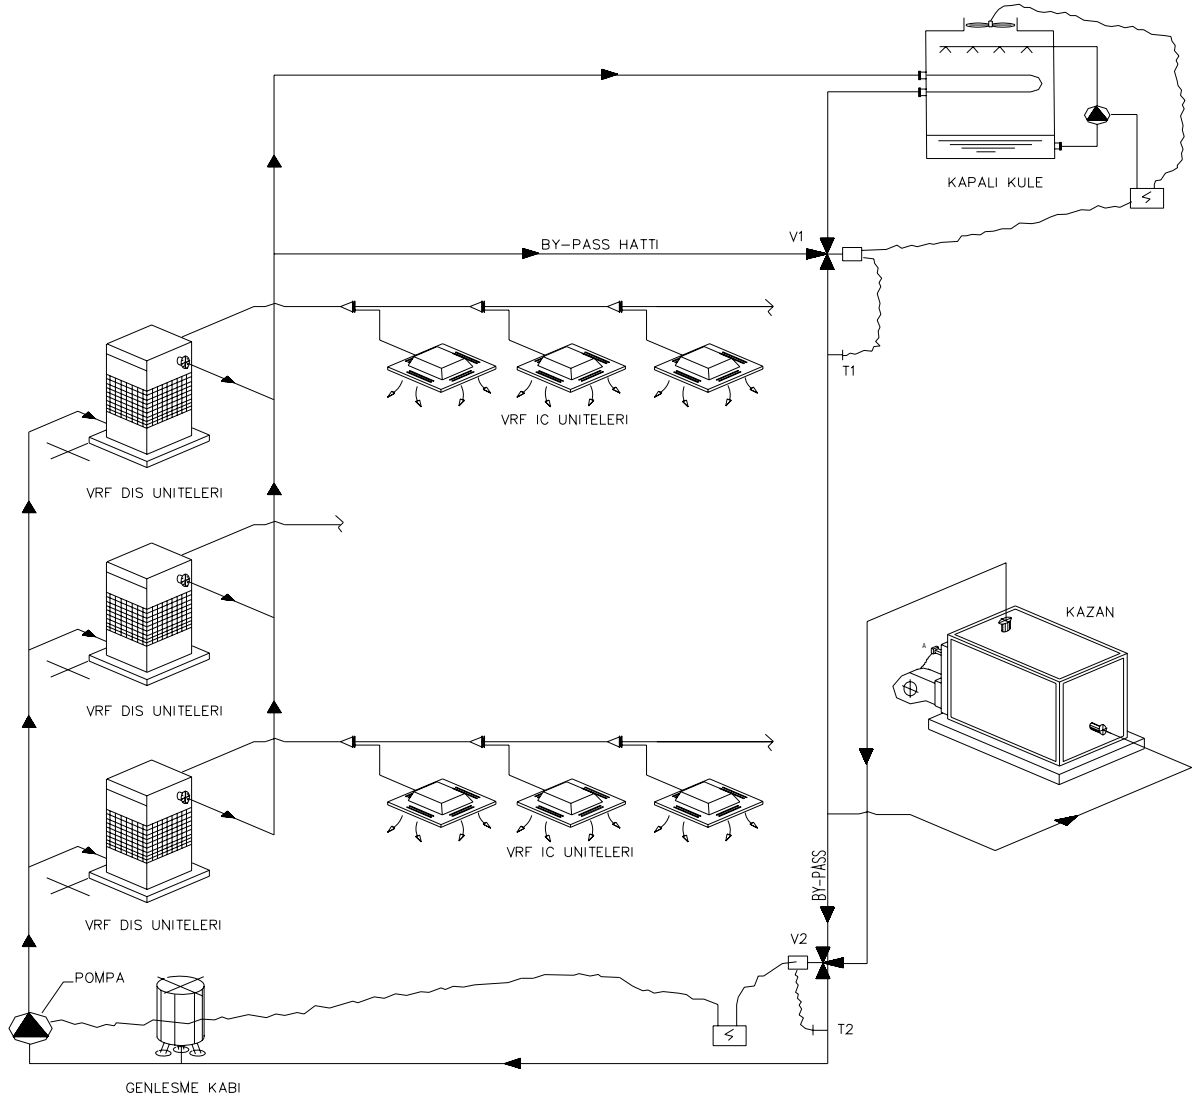 KAPALI KULE
BY-PASS HATTI
V1
T1
VRF IC UNITELERI
VRF DIS UNITELERI
KAZAN
A
VRF DIS UNITELERI
VRF IC UNITELERI
BY-PASS
VRF DIS UNITELERI
V2
POMPA
T2
GENLESME KABI